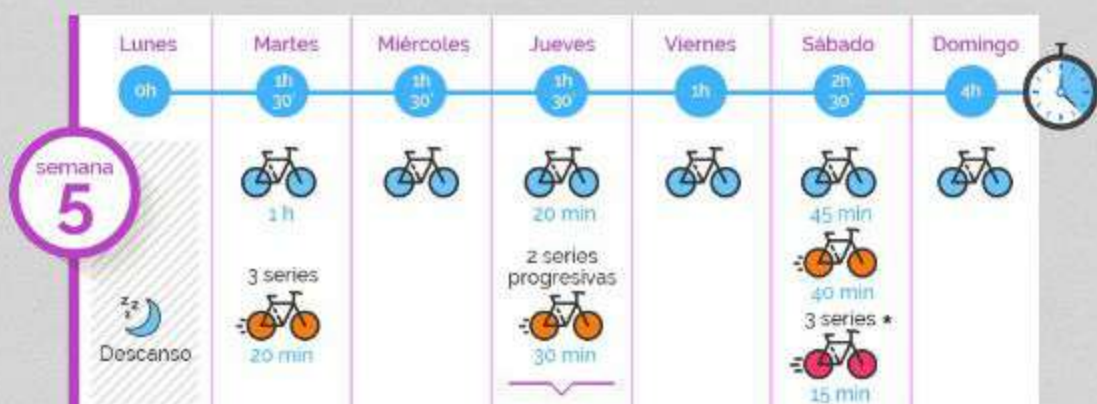 Lunes Martes Miércoles Jueves Viernes Sábado Domingo
0h 1h 30' 1h 30' 1h 30' 1h 2h 30' 4h
semana
5
1 h 20 min 45 min
3 series 2 series
progresivas
40 min
3 series *
Descanso 20 min 30 min
15 min